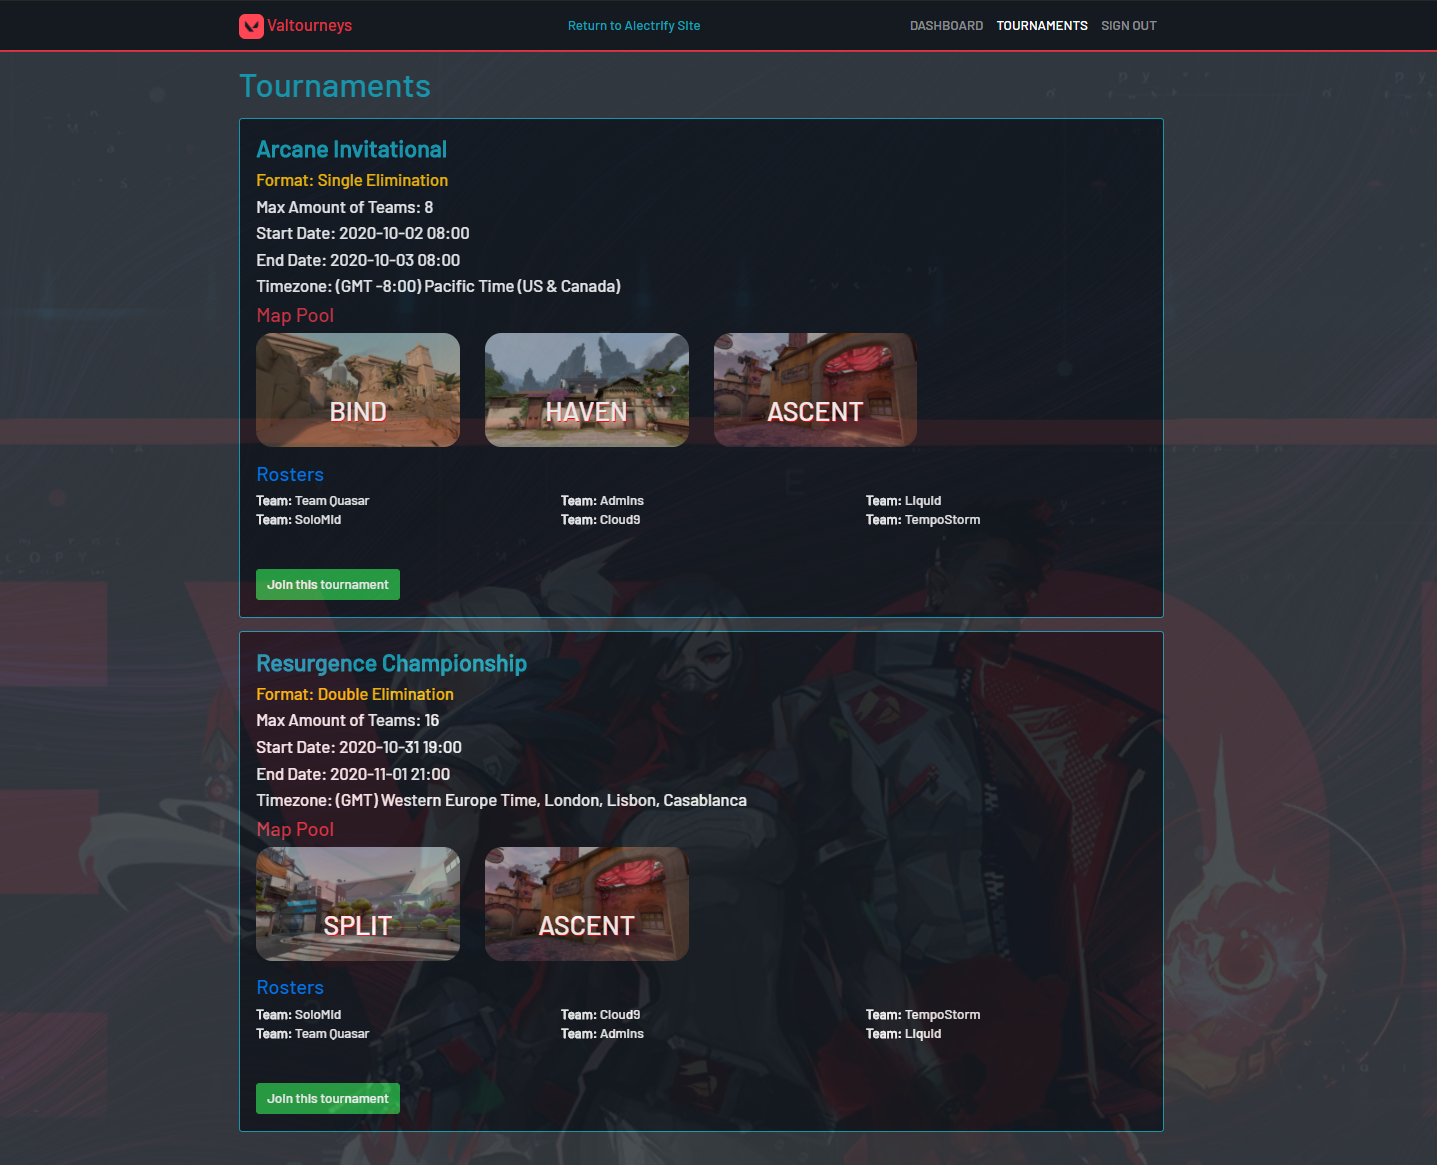 Valtourneys
Return to Alectrify Site
DASHBOARD TOURNAMENTS SIGN OUT
Tournaments
Arcane Invitational
Format: Single Elimination
Max Amount of Teams: 8
Start Date: 2020-10-02 08:00
End Date: 2020-10-03 08:00
Timezone: (GMT -8:00) Pacific Time (US & Canada)
Map Pool
BIND HAVEN ASCENT
Rosters
Team: Team Quasar Team: Admins Team: Liquid
Team: SoloMid Team: Cloud9 Team: TempoStorm
Join this tournament
Resurgence Championship
Format: Double Elimination
Max Amount of Teams: 16
Start Date: 2020-10-31 19:00
End Date: 2020-11-01 21:00
Timezone: (GMT) Western Europe Time, London, Lisbon, Casablanca
Map Pool
SPLIT ASCENT
Rosters
Team: SoloMid Team: Cloud9 Team: TempoStorm
Team: Team Quasar Team: Admins Team: Liquid
Join this tournament